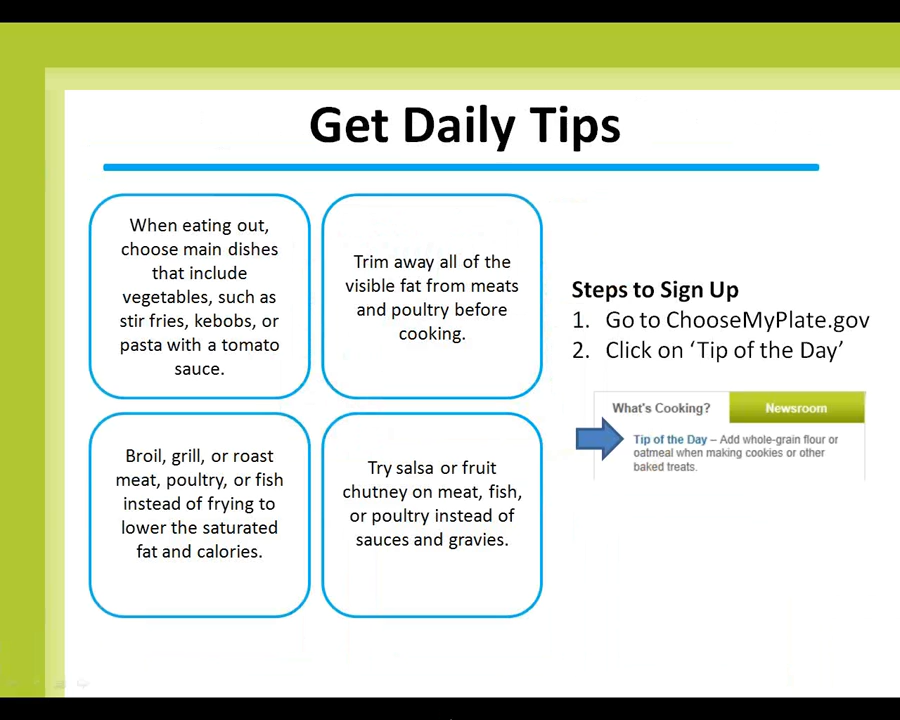 Get Daily Tips
When eating out,
choose main dishes
that include
vegetables, such as
stir fries, kebobs, or
pasta with a tomato
sauce.
Trim away all of the
visible fat from meats
and poultry before
cooking.
Broil, grill, or roast
meat, poultry, or fish
instead of frying to
lower the saturated
fat and calories.
Try salsa or fruit
chutney on meat, fish,
or poultry instead of
sauces and gravies.
Steps to Sign Up
1. Go to ChooseMyPlate.gov
2. Click on ‘Tip of the Day’
What's Cooking? Newsroom
Tip of the Day – Add whole-grain flour or
oatmeal when making cookies or other
baked treats.